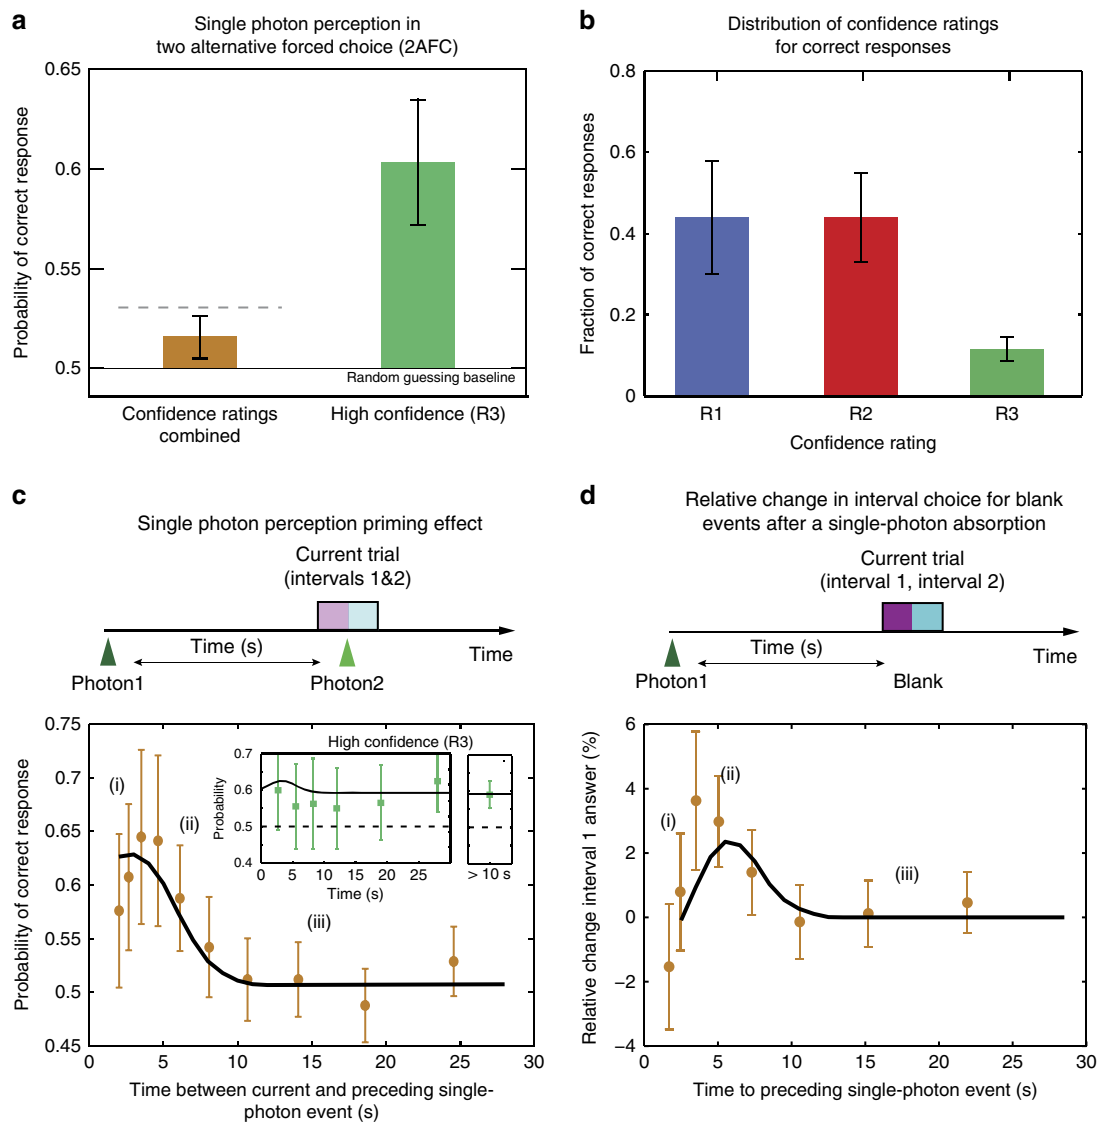 a
Single photon perception in
two alternative forced choice (2AFC)
Probability of correct response
0.65
0.6
0.55
0.5
Random guessing baseline
Confidence ratings
combined
High confidence (R3)
b
Distribution of confidence ratings
for correct responses
Fraction of correct responses
0.8
0.6
0.4
0.2
0
R1
R2
R3
Confidence rating
c
Single photon perception priming effect
Current trial
(intervals 1&2)
Time (s)
Time
Photon1
Photon2
Probability of correct response
0.75
0.7
0.65
0.6
0.55
0.5
0.45
(i)
(ii)
(iii)
High confidence (R3)
Probability
0.7
0.6
0.5
0.4
0 5 10 15 20 25
> 10 s
Time (s)
0 5 10 15 20 25 30
Time between current and preceding single-
photon event (s)
d
Relative change in interval choice for blank
events after a single-photon absorption
Current trial
(interval 1, interval 2)
Time (s)
Time
Photon1
Blank
Relative change interval 1 answer (%)
6
4
2
0
−2
−4
(i)
(ii)
(iii)
0 5 10 15 20 25 30
Time to preceding single-photon event (s)